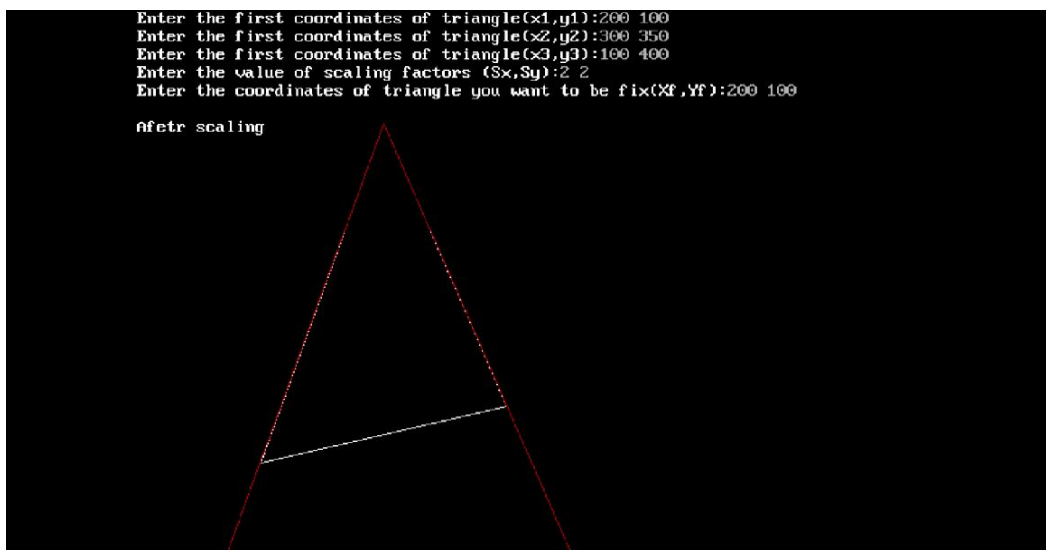 Enter the first coordinates of triangle(x1,y1):200 100
Enter the first coordinates of triangle(x2,y2):300 350
Enter the first coordinates of triangle(x3,y3):100 400
Enter the value of scaling factors (Sx,Sy):2 2
Enter the coordinates of triangle you want to be fix(Xf,Yf):200 100
Afetr scaling